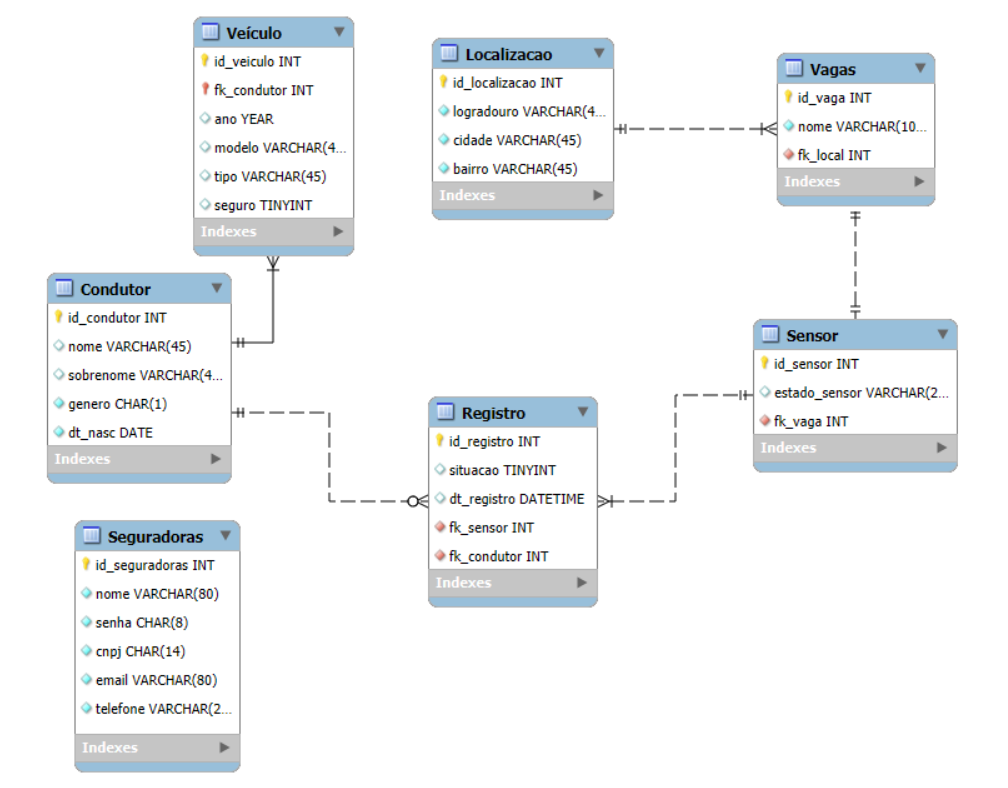 Veículo
id_veiculo INT
fk_condutor INT
ano YEAR
modelo VARCHAR(4...
tipo VARCHAR(45)
seguro TINYINT
Indexes
Localizacao
id_localizacao INT
logradouro VARCHAR(4...
cidade VARCHAR(45)
bairro VARCHAR(45)
Indexes
Vagas
id_vaga INT
nome VARCHAR(10...
fk_local INT
Indexes
Condutor
id_condutor INT
nome VARCHAR(45)
sobrenome VARCHAR(4...
genero CHAR(1)
dt_nasc DATE
Indexes
Sensor
id_sensor INT
estado_sensor VARCHAR(2...
fk_vaga INT
Indexes
Registro
id_registro INT
situacao TINYINT
dt_registro DATETIME
fk_sensor INT
fk_condutor INT
Indexes
Seguradoras
id_seguradoras INT
nome VARCHAR(80)
senha CHAR(8)
cnpj CHAR(14)
email VARCHAR(80)
telefone VARCHAR(2...
Indexes